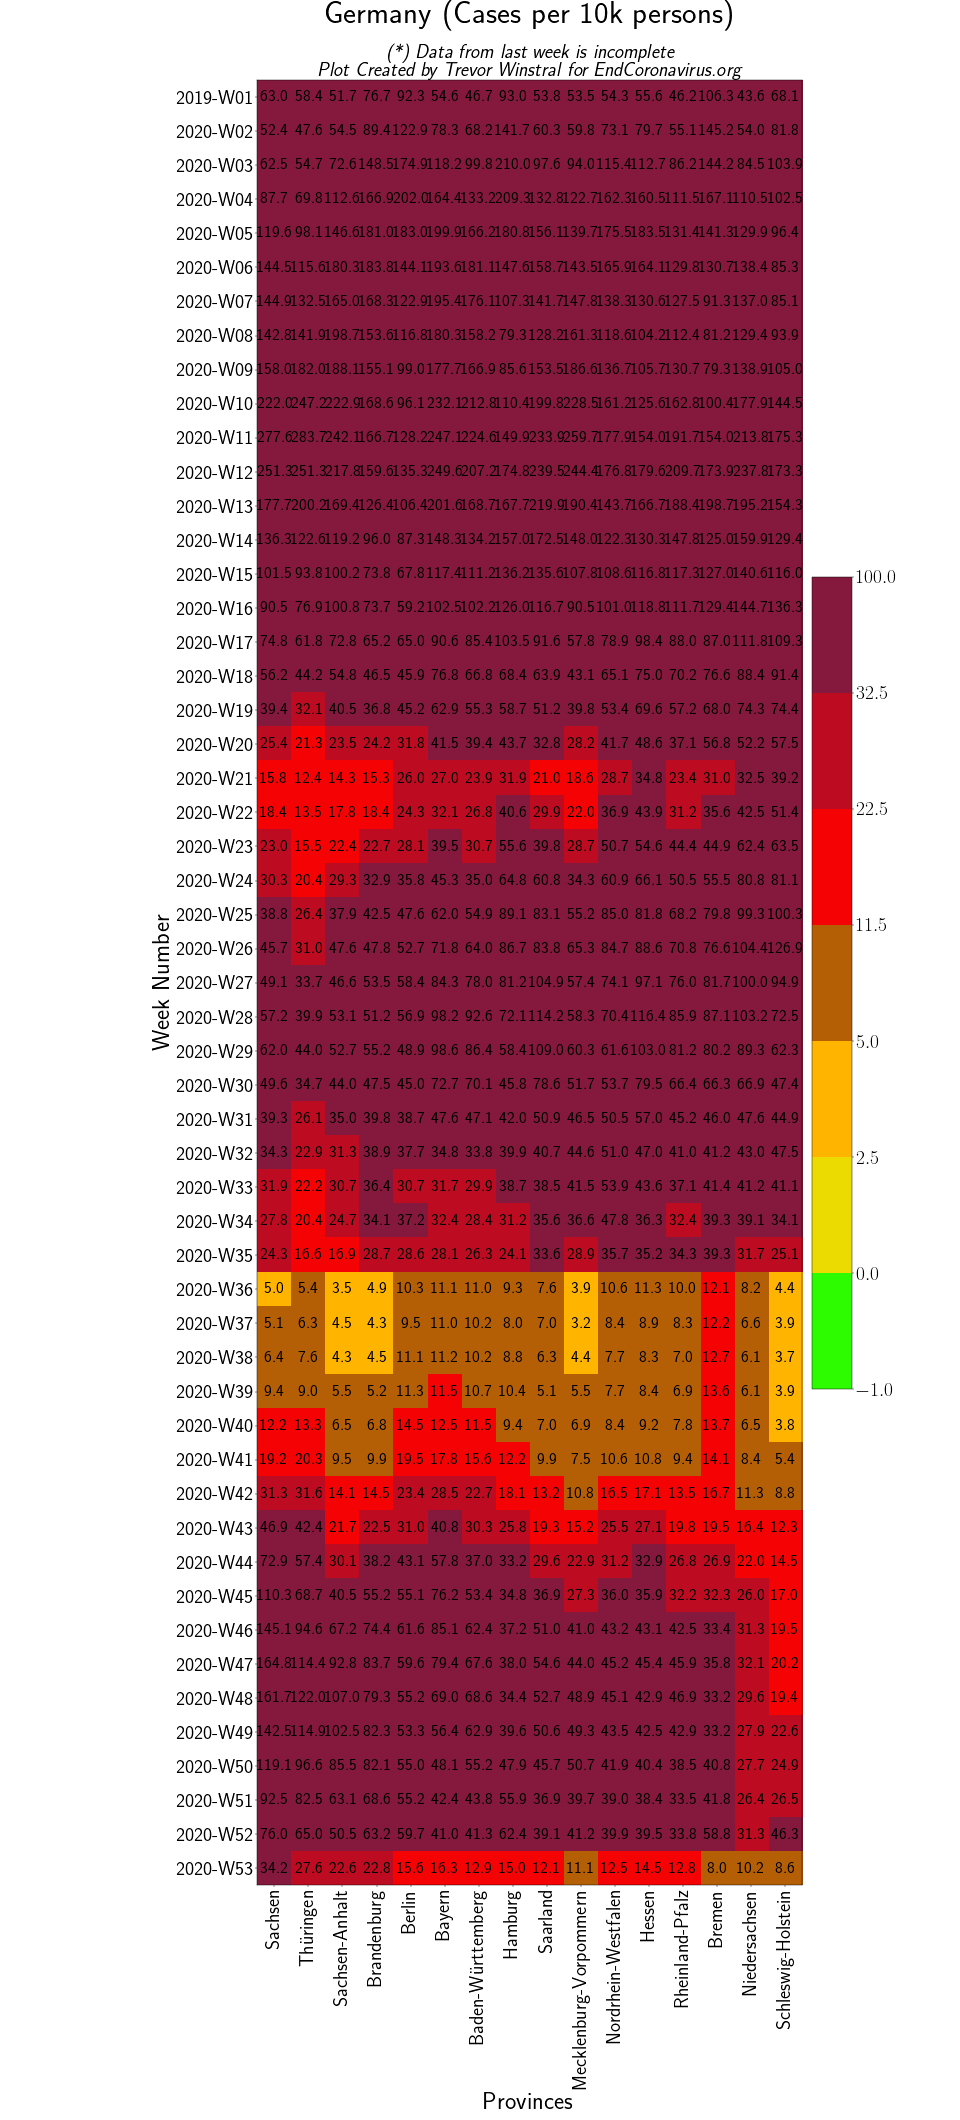 Germany (Cases per 10k persons)
(*) Data from last week is incomplete
Plot Created by Trevor Winstral for EndCoronavirus.org
2019-W01 63.0 58.4 51.7 76.7 92.3 54.6 46.7 93.0 53.8 53.5 54.3 55.6 46.2 106.3 43.6 68.1
2020-W02 52.4 47.6 54.5 89.4 122.9 78.3 68.2 141.7 60.3 59.8 73.1 79.7 55.1 145.2 54.0 81.8
2020-W03 62.5 54.7 72.6 148.5 174.9 118.2 99.8 210.0 97.6 94.0 115.4 112.7 86.2 144.2 84.5 103.9
2020-W04 87.7 69.8 112.6 166.9 202.0 164.4 133.2 209.3 132.8 122.7 162.3 160.5 111.5 167.1 110.5 102.5
2020-W05 119.6 98.1 146.6 181.0 183.0 199.9 166.2 180.8 156.1 139.7 175.5 183.5 131.4 141.3 129.9 96.4
2020-W06 144.5 115.6 180.3 183.8 144.1 193.6 181.1 147.6 158.7 143.5 165.9 164.1 129.8 130.7 138.4 85.3
2020-W07 144.9 132.5 165.0 168.3 122.9 195.4 176.1 107.3 141.7 147.8 138.3 130.6 127.5 91.3 137.0 85.1
2020-W08 142.8 141.9 198.7 153.6 116.8 180.3 158.2 79.3 128.2 161.3 118.6 104.2 112.4 81.2 129.4 93.9
2020-W09 158.0 182.0 188.1 155.1 99.0 177.7 166.9 85.6 153.5 186.6 136.7 105.7 130.7 79.3 138.9 105.0
2020-W10 222.0 247.2 222.9 168.6 96.1 232.1 212.8 110.4 199.8 228.5 161.2 125.6 162.8 100.4 177.9 144.5
2020-W11 277.6 283.7 242.1 166.7 128.2 247.1 224.6 149.9 233.9 259.7 177.9 154.0 191.7 154.0 213.8 175.3
2020-W12 251.3 251.3 217.8 159.6 135.3 249.6 207.2 174.8 239.5 244.4 176.8 179.6 209.7 173.9 237.8 173.3
2020-W13 177.7 200.2 169.4 126.4 106.4 201.6 168.7 167.7 219.9 190.4 143.7 166.7 188.4 198.7 195.2 154.3
2020-W14 136.3 122.6 119.2 96.0 87.3 148.3 134.2 157.0 172.5 148.0 122.3 130.3 147.8 125.0 159.9 129.4
2020-W15 101.5 93.8 100.2 73.8 67.8 117.4 111.2 136.2 135.6 107.8 108.6 116.8 117.3 127.0 140.6 116.0
2020-W16 90.5 76.9 100.8 73.7 59.2 102.5 102.2 126.0 116.7 90.5 101.0 118.8 111.7 129.4 144.7 136.3
2020-W17 74.8 61.8 72.8 65.2 65.0 90.6 85.4 103.5 91.6 57.8 78.9 98.4 88.0 87.0 111.8 109.3
2020-W18 56.2 44.2 54.8 46.5 45.9 76.8 66.8 68.4 63.9 43.1 65.1 75.0 70.2 76.6 88.4 91.4
2020-W19 39.4 32.1 40.5 36.8 45.2 62.9 55.3 58.7 51.2 39.8 53.4 69.6 57.2 68.0 74.3 74.4
2020-W20 25.4 21.3 23.5 24.2 31.8 41.5 39.4 43.7 32.8 28.2 41.7 48.6 37.1 56.8 52.2 57.5
2020-W21 15.8 12.4 14.3 15.3 26.0 27.0 23.9 31.9 21.0 18.6 28.7 34.8 23.4 31.0 32.5 39.2
2020-W22 18.4 13.5 17.8 18.4 24.3 32.1 26.8 40.6 29.9 22.0 36.9 43.9 31.2 35.6 42.5 51.4
2020-W23 23.0 15.5 22.4 22.7 28.1 39.5 30.7 55.6 39.8 28.7 50.7 54.6 44.4 44.9 62.4 63.5
2020-W24 30.3 20.4 29.3 32.9 35.8 45.3 35.0 64.8 60.8 34.3 60.9 66.1 50.5 55.5 80.8 81.1
2020-W25 38.8 26.4 37.9 42.5 47.6 62.0 54.9 89.1 83.1 55.2 85.0 81.8 68.2 79.8 99.3 100.3
2020-W26 45.7 31.0 47.6 47.8 52.7 71.8 64.0 86.7 83.8 65.3 84.7 88.6 70.8 76.6 104.4 126.9
2020-W27 49.1 33.7 46.6 53.5 58.4 84.3 78.0 81.2 104.9 57.4 74.1 97.1 76.0 81.7 100.0 94.9
2020-W28 57.2 39.9 53.1 51.2 56.9 98.2 92.6 72.1 114.2 58.3 70.4 116.4 85.9 87.1 103.2 72.5
2020-W29 62.0 44.0 52.7 55.2 48.9 98.6 86.4 58.4 109.0 60.3 61.6 103.0 81.2 80.2 89.3 62.3
2020-W30 49.6 34.7 44.0 47.5 45.0 72.7 70.1 45.8 78.6 51.7 53.7 79.5 66.4 66.3 66.9 47.4
2020-W31 39.3 26.1 35.0 39.8 38.7 47.6 47.1 42.0 50.9 46.5 50.5 57.0 45.2 46.0 47.6 44.9
2020-W32 34.3 22.9 31.3 38.9 37.7 34.8 33.8 39.9 40.7 44.6 51.0 47.0 41.0 41.2 43.0 47.5
2020-W33 31.9 22.2 30.7 36.4 30.7 31.7 29.9 38.7 38.5 41.5 53.9 43.6 37.1 41.4 41.2 41.1
2020-W34 27.8 20.4 24.7 34.1 37.2 32.4 28.4 31.2 35.6 36.6 47.8 36.3 32.4 39.3 39.1 34.1
2020-W35 24.3 16.6 16.9 28.7 28.6 28.1 26.3 24.1 33.6 28.9 35.7 35.2 34.3 39.3 31.7 25.1
2020-W36 5.0 5.4 3.5 4.9 10.3 11.1 11.0 9.3 7.6 3.9 10.6 11.3 10.0 12.1 8.2 4.4
2020-W37 5.1 6.3 4.5 4.3 9.5 11.0 10.2 8.0 7.0 3.2 8.4 8.9 8.3 12.2 6.6 3.9
2020-W38 6.4 7.6 4.3 4.5 11.1 11.2 10.2 8.8 6.3 4.4 7.7 8.3 7.0 12.7 6.1 3.7
2020-W39 9.4 9.0 5.5 5.2 11.3 11.5 10.7 10.4 5.1 5.5 7.7 8.4 6.9 13.6 6.1 3.9
2020-W40 12.2 13.3 6.5 6.8 14.5 12.5 11.5 9.4 7.0 6.9 8.4 9.2 7.8 13.7 6.5 3.8
2020-W41 19.2 20.3 9.5 9.9 19.5 17.8 15.6 12.2 9.9 7.5 10.6 10.8 9.4 14.1 8.4 5.4
2020-W42 31.3 31.6 14.1 14.5 23.4 28.5 22.7 18.1 13.2 10.8 16.5 17.1 13.5 16.7 11.3 8.8
2020-W43 46.9 42.4 21.7 22.5 31.0 40.8 30.3 25.8 19.3 15.2 25.5 27.1 19.8 19.5 16.4 12.3
2020-W44 72.9 57.4 30.1 38.2 43.1 57.8 37.0 33.2 29.6 22.9 31.2 32.9 26.8 26.9 22.0 14.5
2020-W45 110.3 68.7 40.5 55.2 55.1 76.2 53.4 34.8 36.9 27.3 36.0 35.9 32.2 32.3 26.0 17.0
2020-W46 145.1 94.6 67.2 74.4 61.6 85.1 62.4 37.2 51.0 41.0 43.2 43.1 42.5 33.4 31.3 19.5
2020-W47 164.8 114.4 92.8 83.7 59.6 79.4 67.6 38.0 54.6 44.0 45.2 45.4 45.9 35.8 32.1 20.2
2020-W48 161.7 122.0 107.0 79.3 55.2 69.0 68.6 34.4 52.7 48.9 45.1 42.9 46.9 33.2 29.6 19.4
2020-W49 142.5 114.9 102.5 82.3 53.3 56.4 62.9 39.6 50.6 49.3 43.5 42.5 42.9 33.2 27.9 22.6
2020-W50 119.1 96.6 85.5 82.1 55.0 48.1 55.2 47.9 45.7 50.7 41.9 40.4 38.5 40.8 27.7 24.9
2020-W51 92.5 82.5 63.1 68.6 55.2 42.4 43.8 55.9 36.9 39.7 39.0 38.4 33.5 41.8 26.4 26.5
2020-W52 76.0 65.0 50.5 63.2 59.7 41.0 41.3 62.4 39.1 41.2 39.9 39.5 33.8 58.8 31.3 46.3
2020-W53 34.2 27.6 22.6 22.8 15.6 16.3 12.9 15.0 12.1 11.1 12.5 14.5 12.8 8.0 10.2 8.6
Week Number
Sachsen
Thüringen
Sachsen-Anhalt
Brandenburg
Berlin
Bayern
Baden-Württemberg
Hamburg
Saarland
Mecklenburg-Vorpommern
Nordrhein-Westfalen
Hessen
Rheinland-Pfalz
Bremen
Niedersachsen
Schleswig-Holstein
Provinces
100.0
32.5
22.5
11.5
5.0
2.5
0.0
−1.0